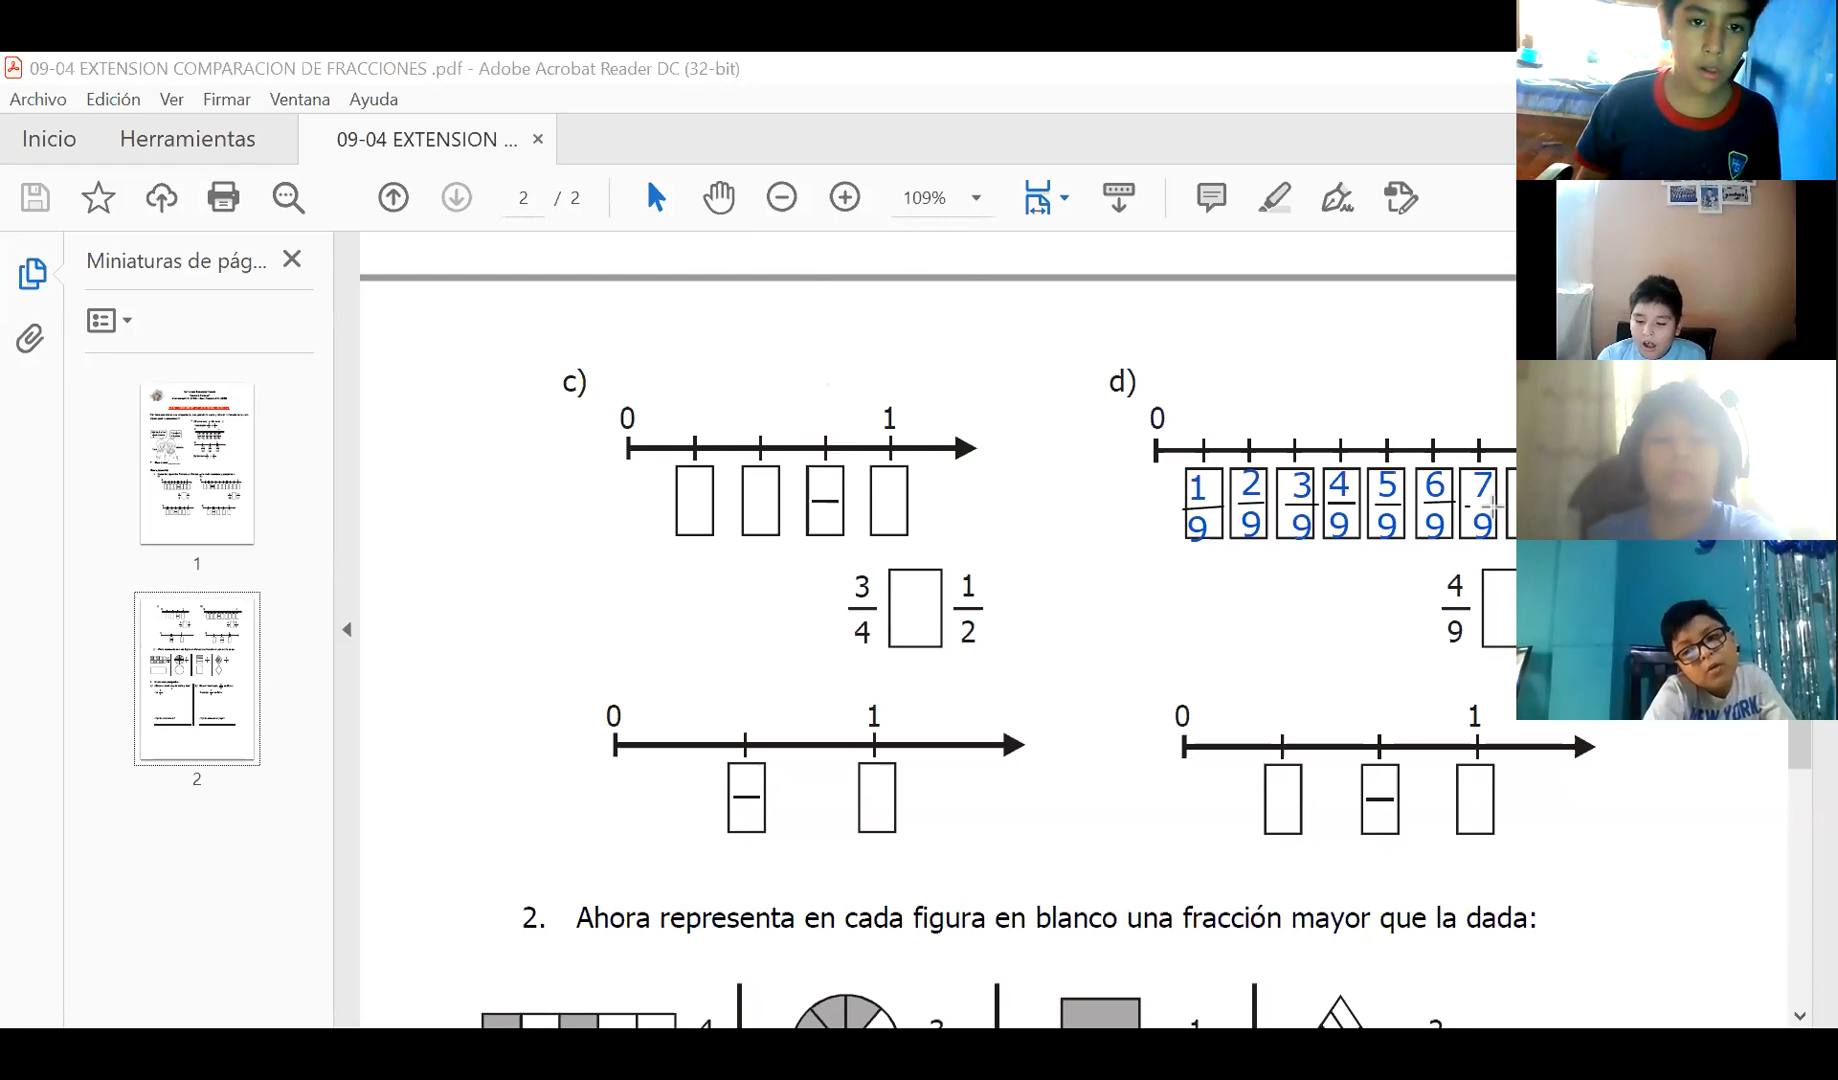 09-04 EXTENSION COMPARACION DE FRACCIONES .pdf - Adobe Acrobat Reader DC (32-bit)
Archivo Edición Ver Firmar Ventana Ayuda
Inicio Herramientas 09-04 EXTENSION ... ×
2 / 2 109%
Miniaturas de pág...
1
2
c)
0 1
3/4 1/2
0 1
d)
0
1/9 2/9 3/9 4/9 5/9 6/9 7/9
4/9
0 1
2. Ahora representa en cada figura en blanco una fracción mayor que la dada:
NEW YORK